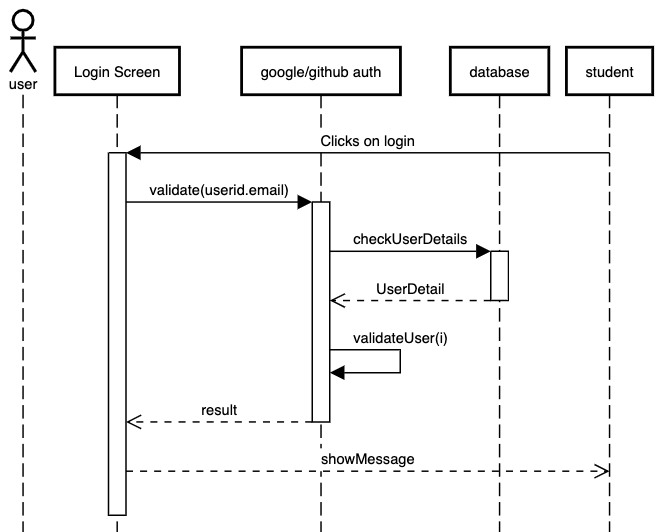 user
Login Screen
google/github auth
database
student
Clicks on login
validate(userid.email)
checkUserDetails
UserDetail
validateUser(i)
result
showMessage